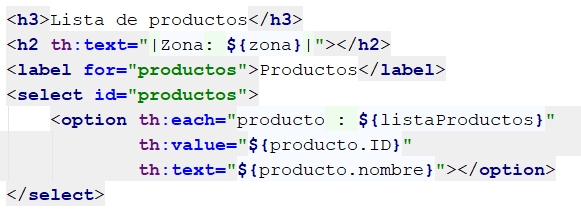 <h3>Lista de productos</h3>
<h2 th:text="|Zona: ${zona}|"></h2>
<label for="productos">Productos</label>
<select id="productos">
<option th:each="producto : ${listaProductos}"
th:value="${producto.ID}"
th:text="${producto.nombre}"></option>
</select>